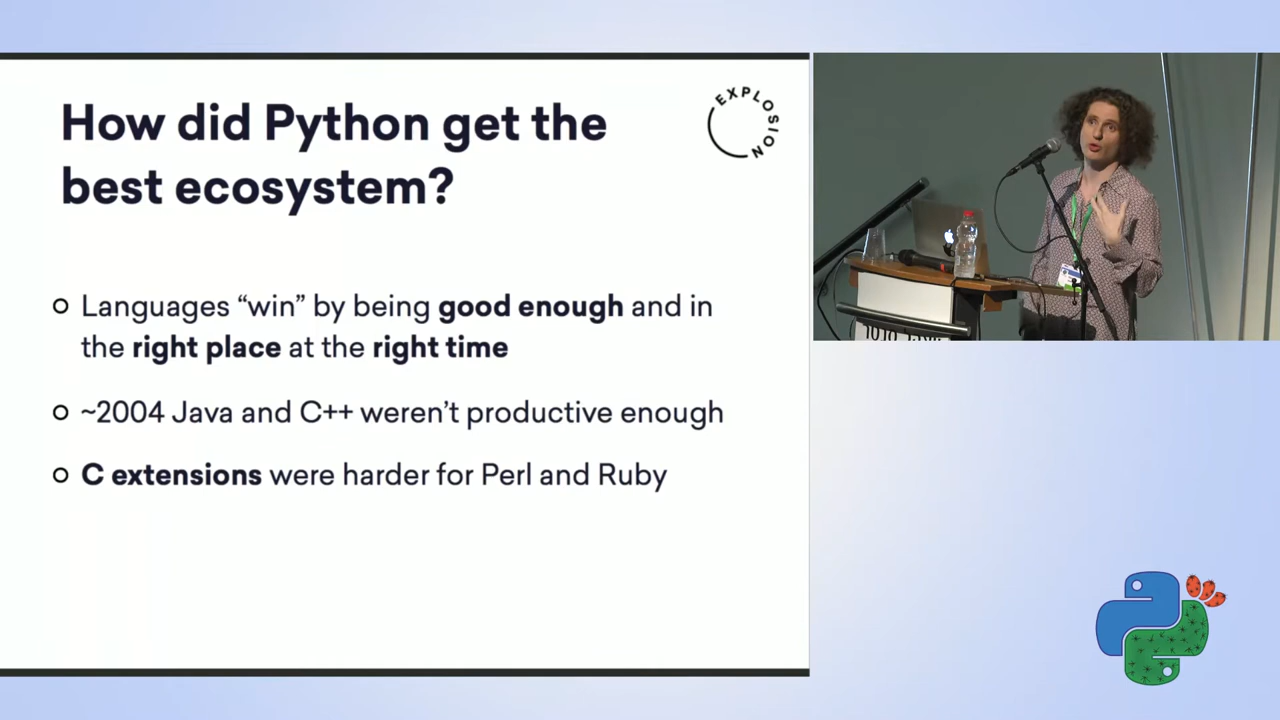 How did Python get the
best ecosystem?
EXPLOSION
Languages “win” by being good enough and in
the right place at the right time
~2004 Java and C++ weren’t productive enough
C extensions were harder for Perl and Ruby